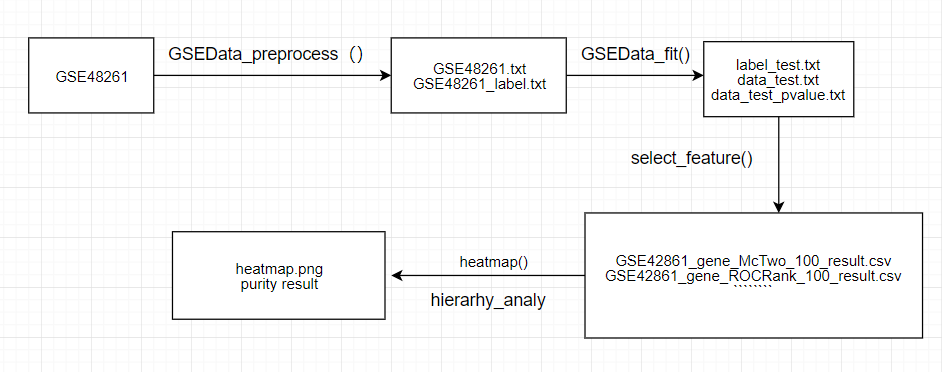 GSE48261
GSEData_preprocess（）
GSE48261.txt
GSE48261_label.txt
GSEData_fit()
label_test.txt
data_test.txt
data_test_pvalue.txt
select_feature()
GSE42861_gene_McTwo_100_result.csv
GSE42861_gene_ROCRank_100_result.csv
````````
heatmap()
hierarhy_analy
heatmap.png
purity result